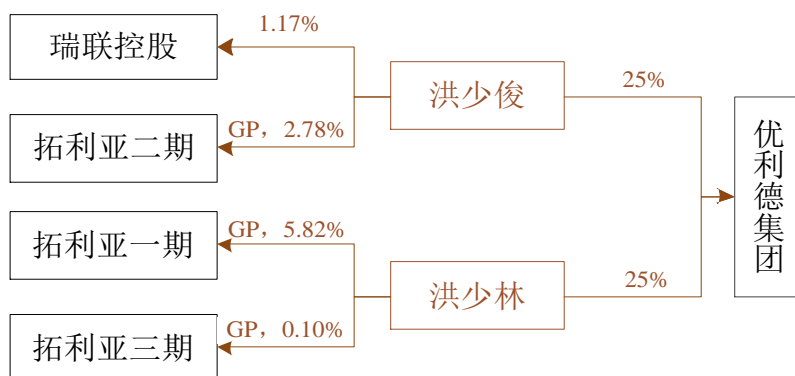 瑞联控股
1.17%
洪少俊
25%
拓利亚二期
GP，2.78%
优利德集团
拓利亚一期
GP，5.82%
洪少林
25%
拓利亚三期
GP，0.10%